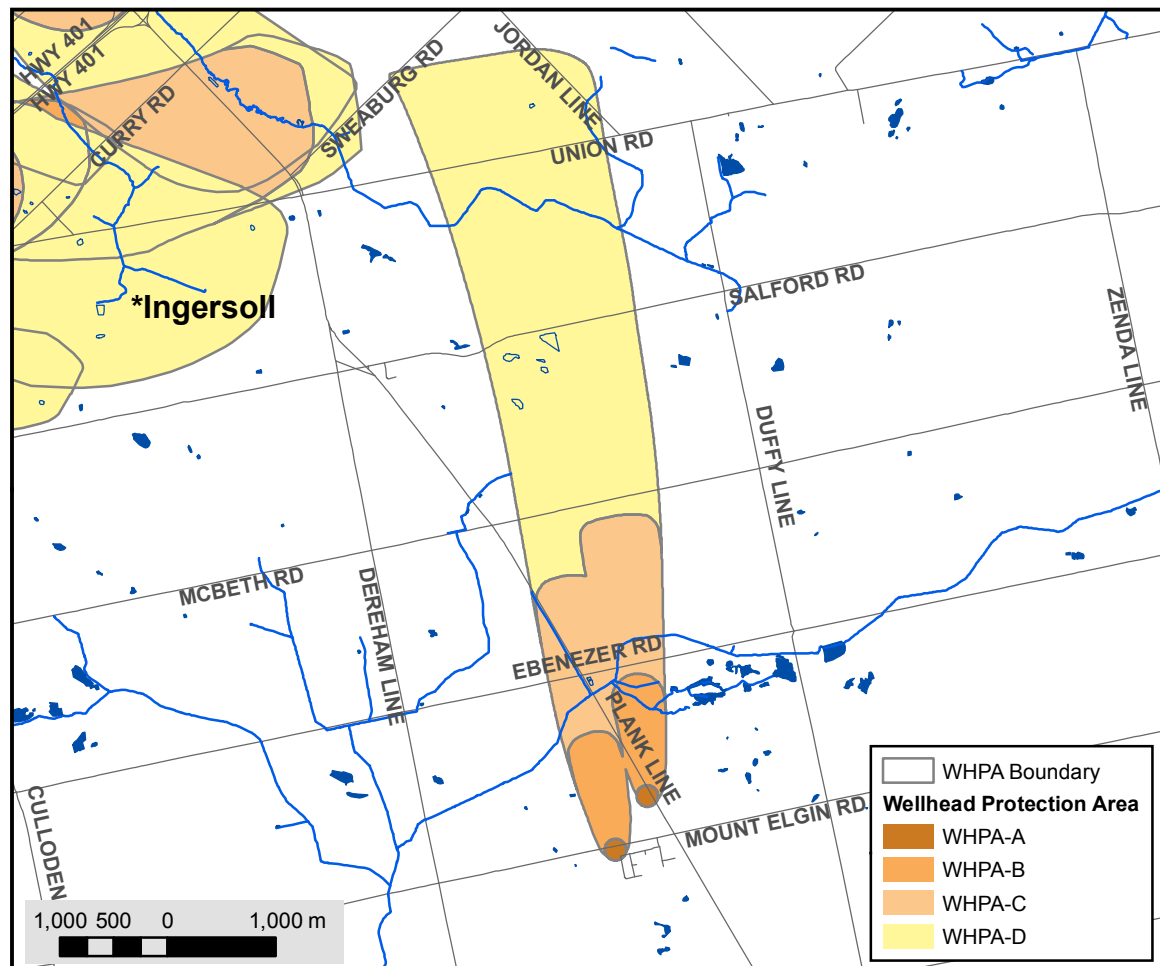 HWY 401
HWY 401
CURRY RD
SWEABURG RD
JORDAN LINE
UNION RD
*Ingersoll
SALFORD RD
ZENDA LINE
DUFFY LINE
MCBETH RD
DEREHAM LINE
EBENEZER RD
PLANK LINE
MOUNT ELGIN RD
CULLODEN
WHPA Boundary
Wellhead Protection Area
WHPA-A
WHPA-B
WHPA-C
WHPA-D
1,000 500 0 1,000 m